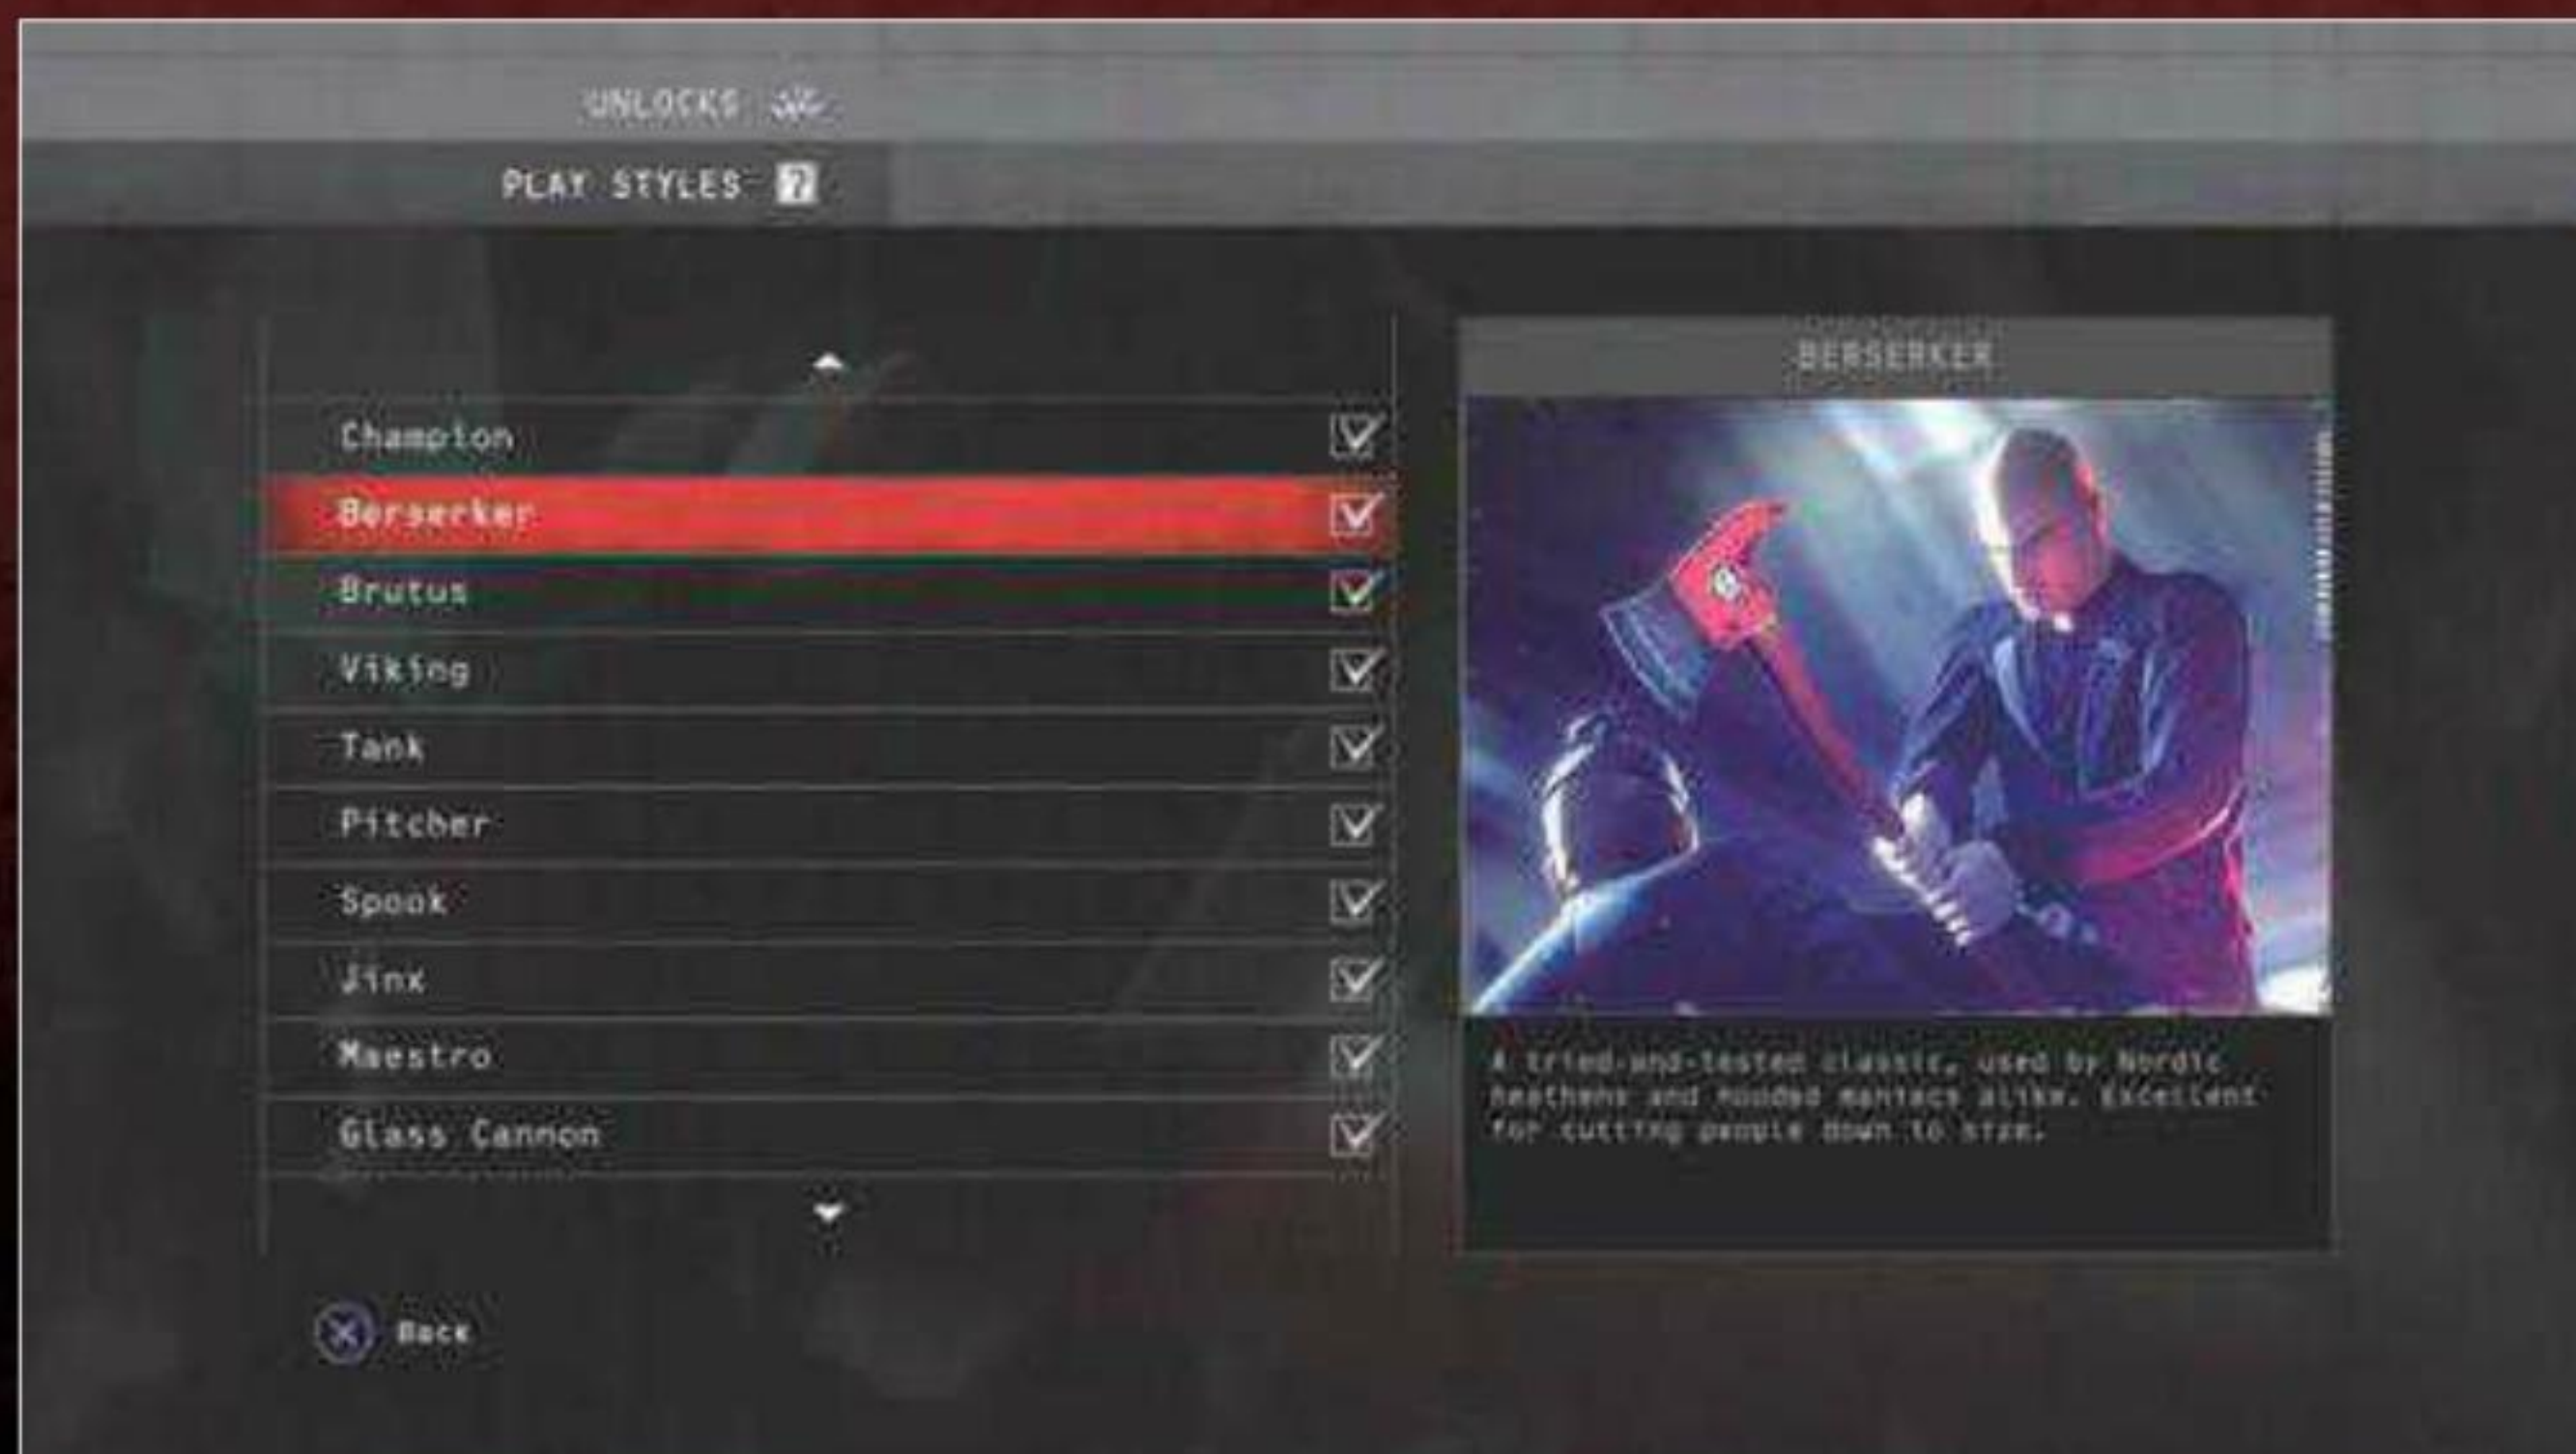 UNLOCKS
PLAY STYLES ?
Champion
Berserker
Brutus
Viking
Tank
Pitcher
Spook
Jinx
Maestro
Glass Cannon
Back
BERSERKER
A tried-and-tested classic, used by Nordic
heathens and hooded maniacs alike. Excellent
for cutting people down to size.